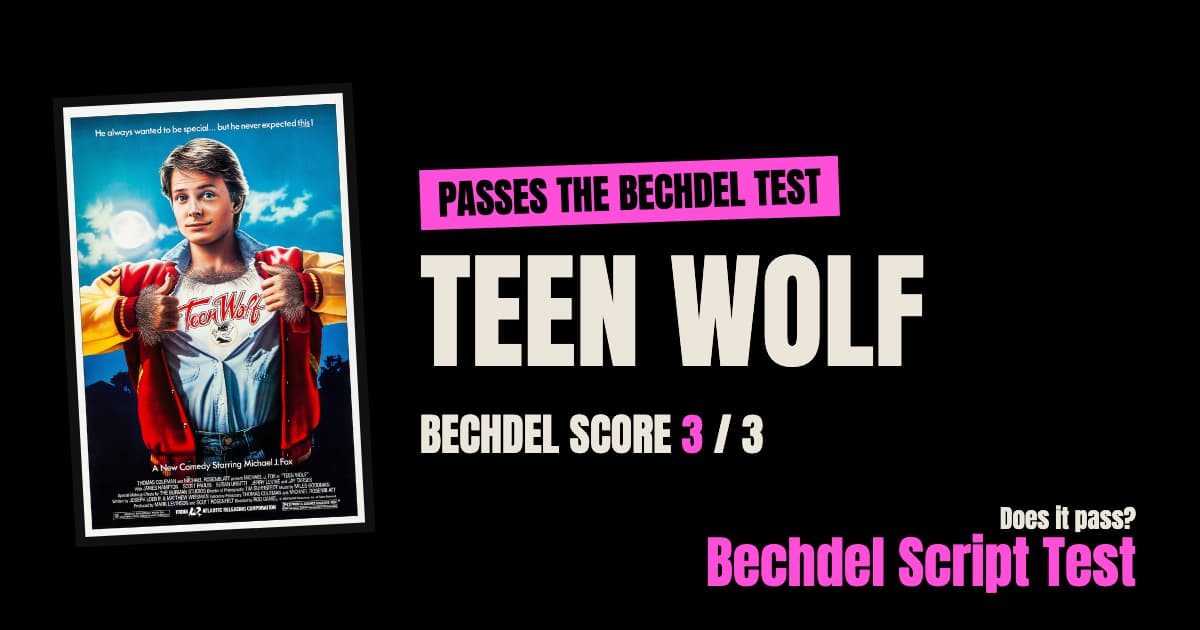 He always wanted to be special... but he never expected this!
Teen Wolf
A New Comedy Starring Michael J. Fox
PASSES THE BECHDEL TEST
TEEN WOLF
BECHDEL SCORE 3 / 3
Does it pass?
Bechdel Script Test